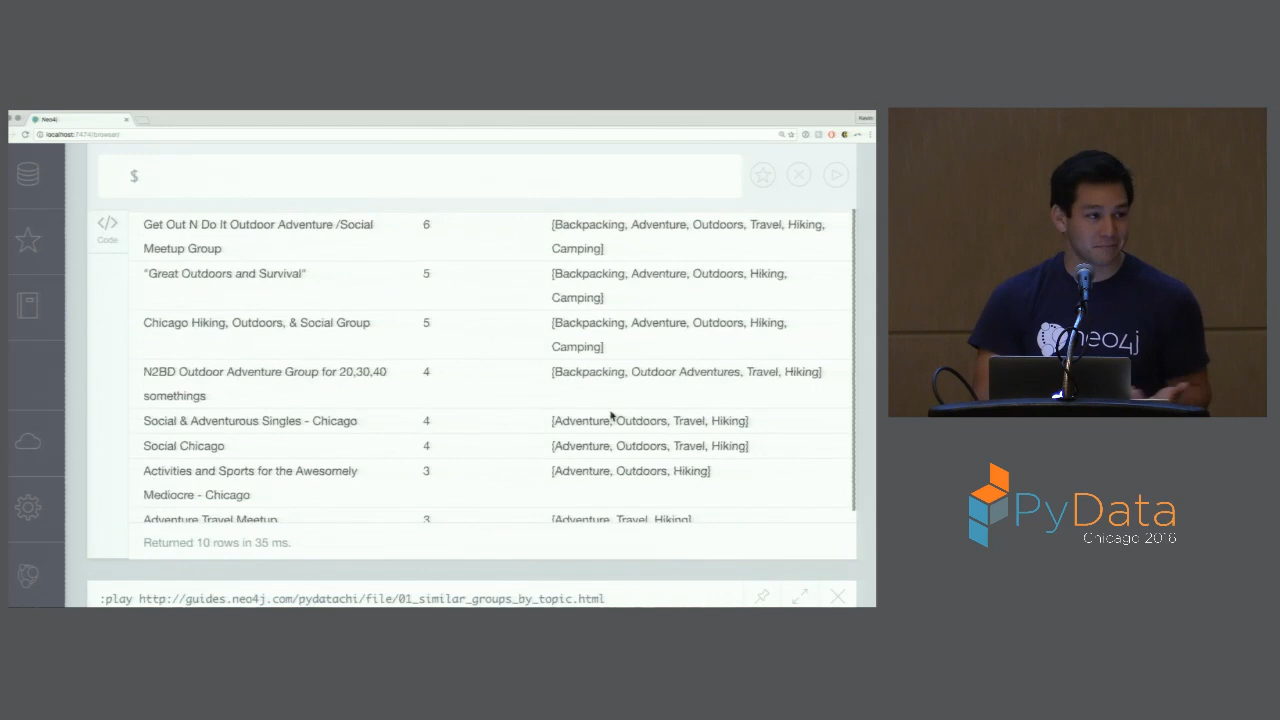 Neo4j
Kevin
localhost:7474/browser/
$
Code
Get Out N Do It Outdoor Adventure /Social
Meetup Group
6
[Backpacking, Adventure, Outdoors, Travel, Hiking,
Camping]
"Great Outdoors and Survival"
5
[Backpacking, Adventure, Outdoors, Hiking,
Camping]
Chicago Hiking, Outdoors, & Social Group
5
[Backpacking, Adventure, Outdoors, Hiking,
Camping]
N2BD Outdoor Adventure Group for 20,30,40
somethings
4
[Backpacking, Outdoor Adventures, Travel, Hiking]
Social & Adventurous Singles - Chicago
4
[Adventure, Outdoors, Travel, Hiking]
Social Chicago
4
[Adventure, Outdoors, Travel, Hiking]
Activities and Sports for the Awesomely
Mediocre - Chicago
3
[Adventure, Outdoors, Hiking]
Adventure Travel Meetup
3
[Adventure, Travel, Hiking]
Returned 10 rows in 35 ms.
:play http://guides.neo4j.com/pydatachi/file/01_similar_groups_by_topic.html
neo4j
PyData
Chicago 2016